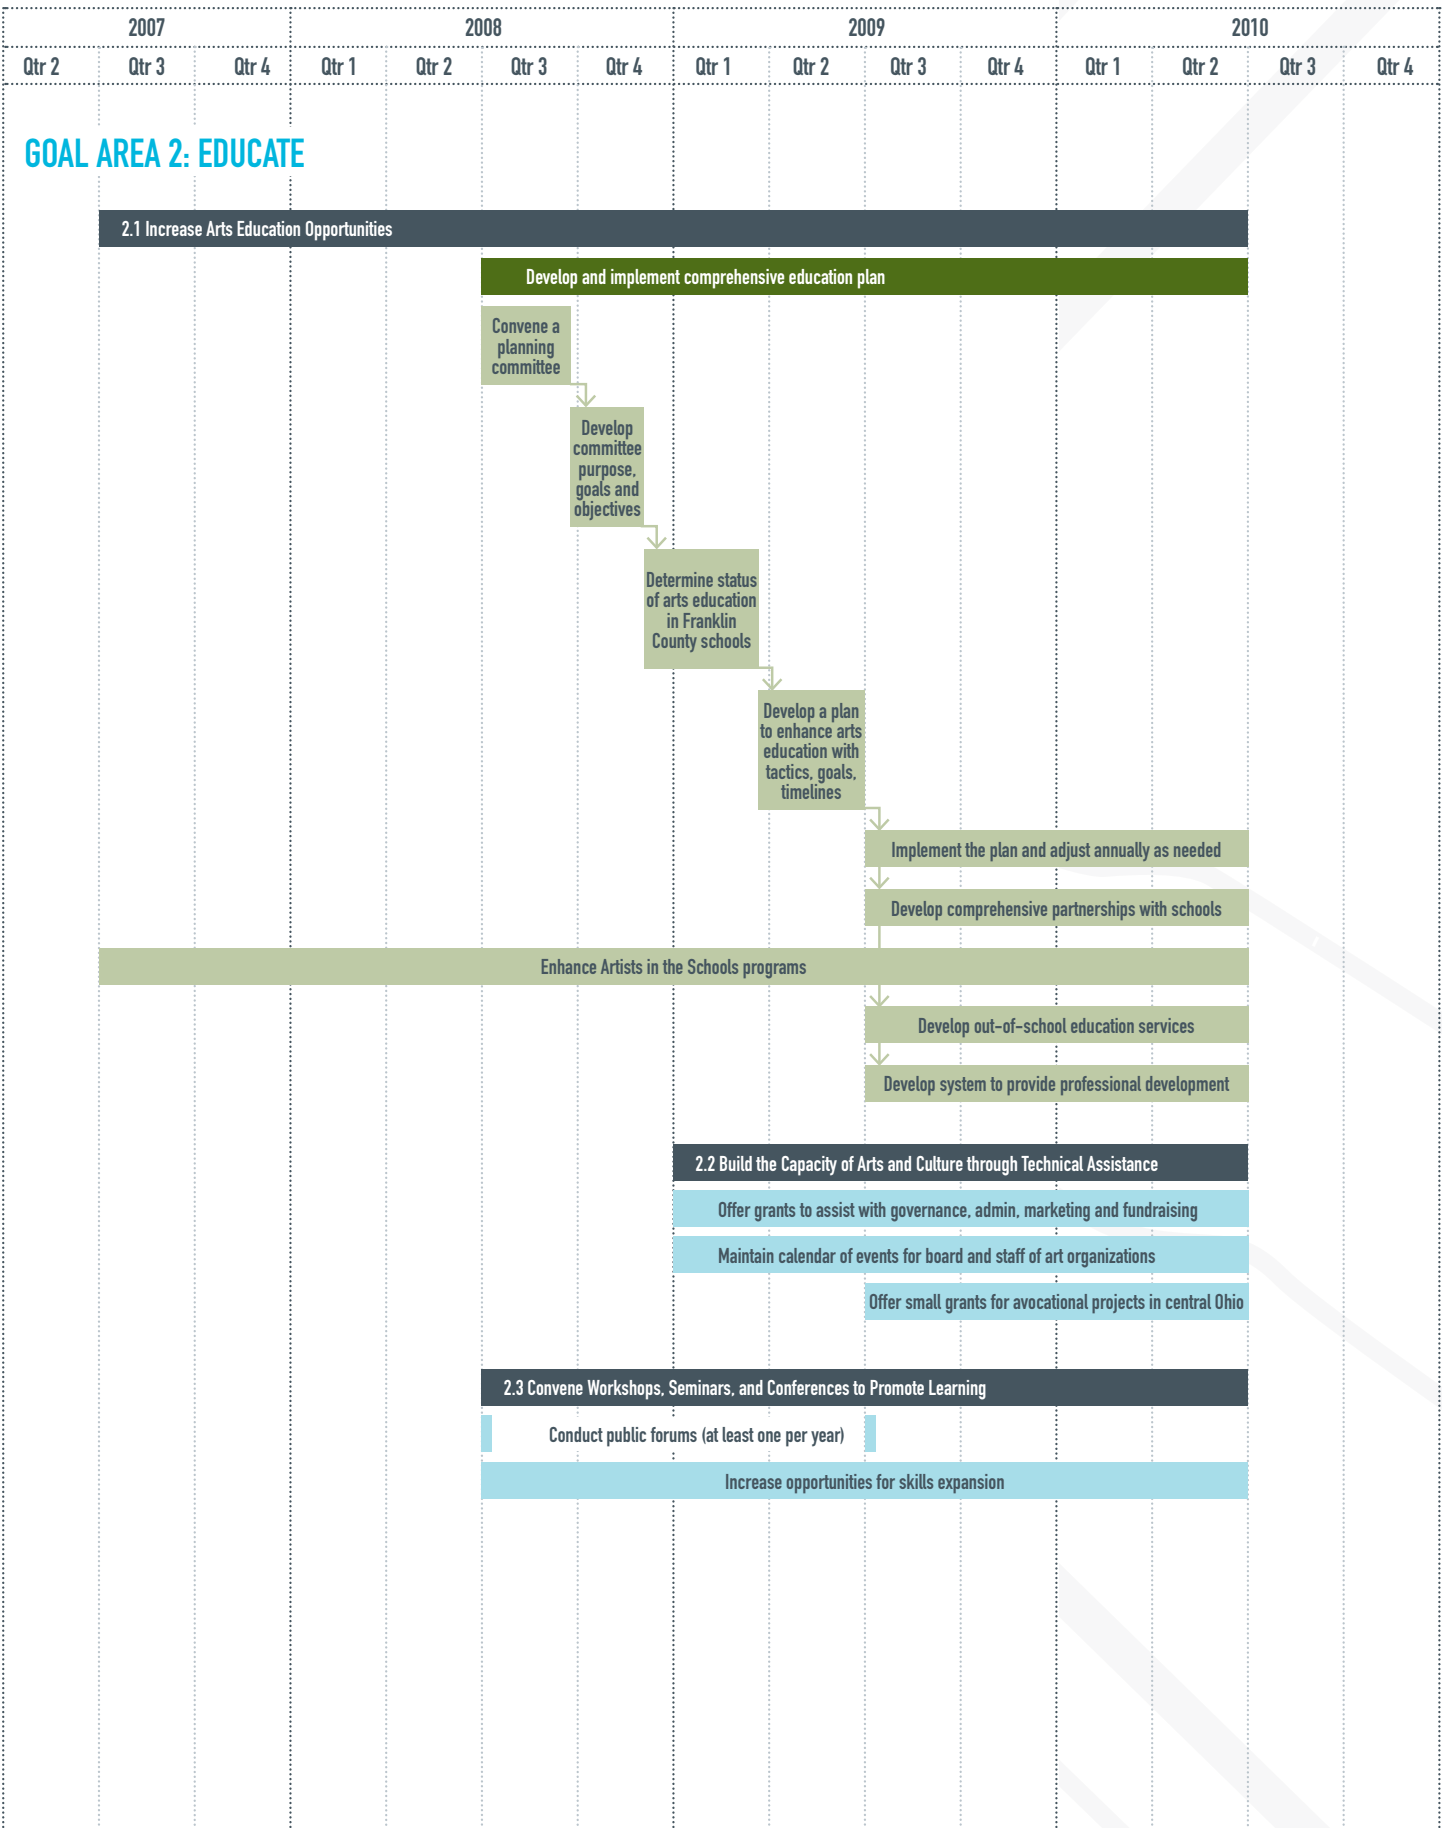 2007 2008 2009 2010
Qtr 2 Qtr 3 Qtr 4 Qtr 1 Qtr 2 Qtr 3 Qtr 4 Qtr 1 Qtr 2 Qtr 3 Qtr 4 Qtr 1 Qtr 2 Qtr 3 Qtr 4
GOAL AREA 2: EDUCATE
2.1 Increase Arts Education Opportunities
Develop and implement comprehensive education plan
Convene a
planning
committee
Develop
committee
purpose,
goals and
objectives
Determine status
of arts education
in Franklin
County schools
Develop a plan
to enhance arts
education with
tactics, goals,
timelines
Implement the plan and adjust annually as needed
Develop comprehensive partnerships with schools
Enhance Artists in the Schools programs
Develop out-of-school education services
Develop system to provide professional development
2.2 Build the Capacity of Arts and Culture through Technical Assistance
Offer grants to assist with governance, admin, marketing and fundraising
Maintain calendar of events for board and staff of art organizations
Offer small grants for avocational projects in central Ohio
2.3 Convene Workshops, Seminars, and Conferences to Promote Learning
Conduct public forums (at least one per year)
Increase opportunities for skills expansion